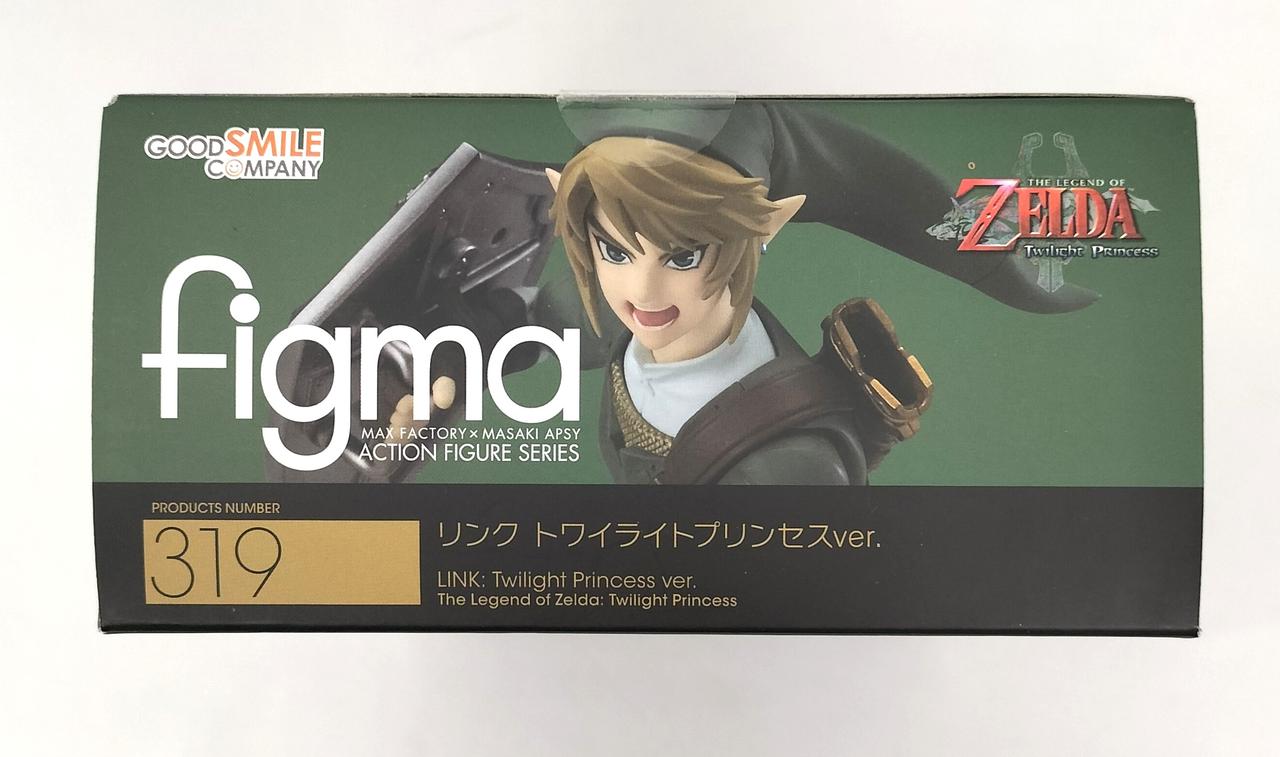 GOODSMILE
COMPANY
THE LEGEND OF
ZELDA
Twilight Princess
figma
MAX FACTORY × MASAKI APSY
ACTION FIGURE SERIES
PRODUCTS NUMBER
319
リンク トワイライトプリンセスver.
LINK: Twilight Princess ver.
The Legend of Zelda: Twilight Princess